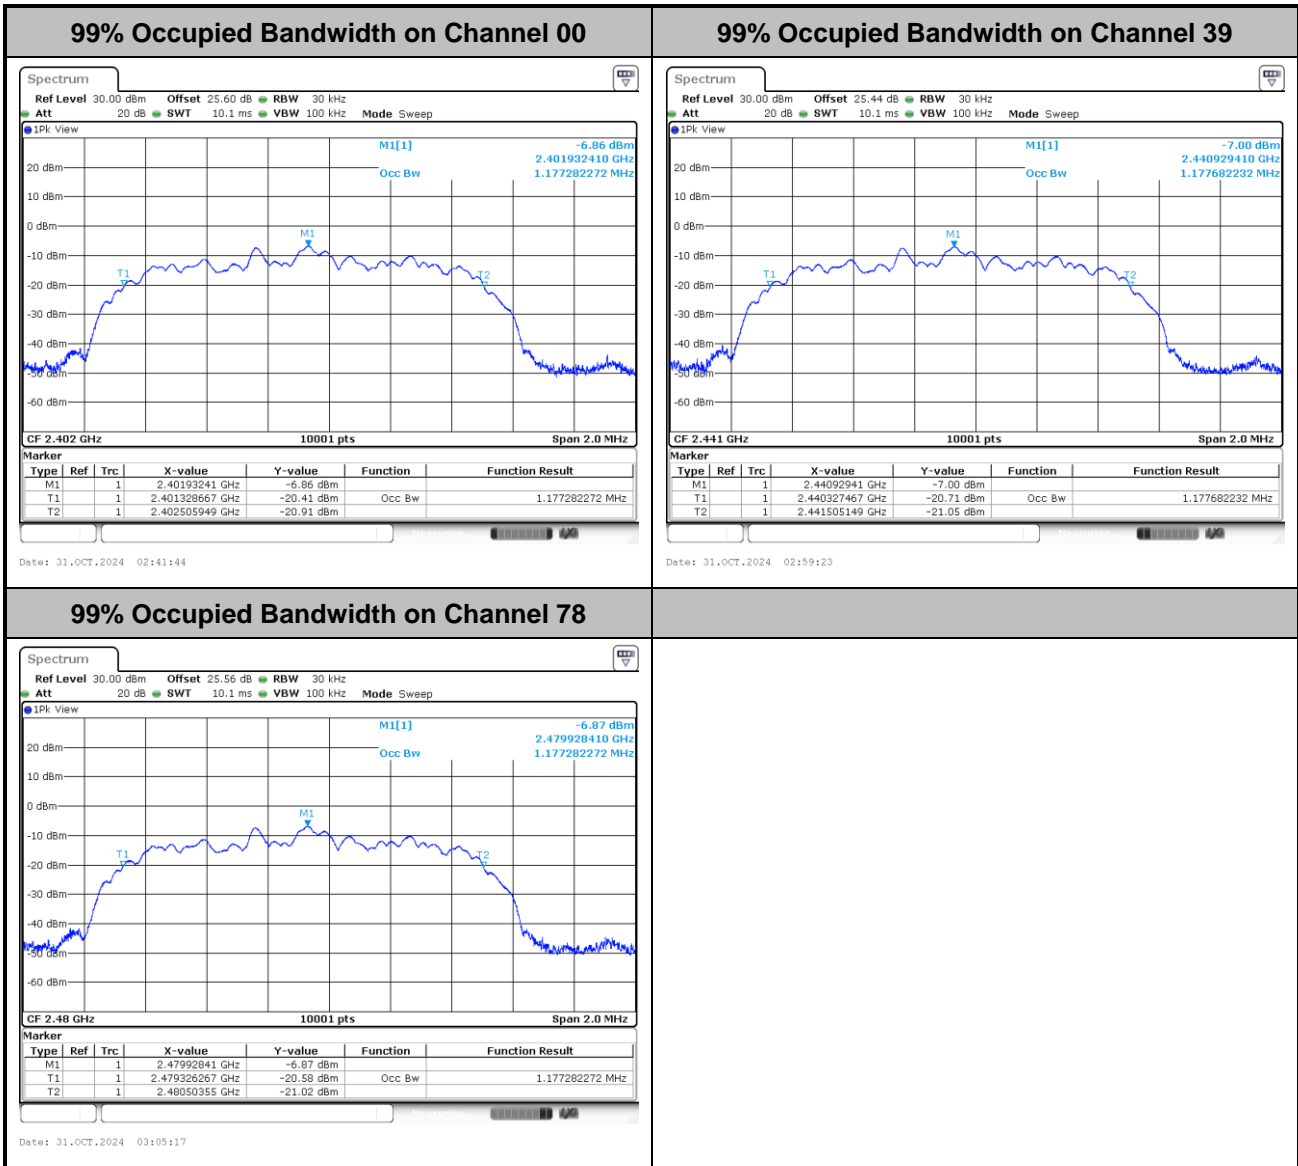 99% Occupied Bandwidth on Channel 00
Spectrum
Ref Level 30.00 dBm Offset 25.60 dB RBW 30 kHz
Att 20 dB SWT 10.1 ms VBW 100 kHz Mode Sweep
1Pk View
M1[1] -6.86 dBm
2.401932410 GHz
Occ Bw 1.177282272 MHz
20 dBm
10 dBm
0 dBm
M1
-10 dBm
T1
T2
-20 dBm
-30 dBm
-40 dBm
-50 dBm
-60 dBm
CF 2.402 GHz 10001 pts Span 2.0 MHz
Marker
Type Ref Trc X-value Y-value Function Function Result
M1 1 2.40193241 GHz -6.86 dBm
T1 1 2.401328667 GHz -20.41 dBm Occ Bw 1.177282272 MHz
T2 1 2.402505949 GHz -20.91 dBm
Measuring...
Date: 31.OCT.2024 02:41:44
99% Occupied Bandwidth on Channel 39
Spectrum
Ref Level 30.00 dBm Offset 25.44 dB RBW 30 kHz
Att 20 dB SWT 10.1 ms VBW 100 kHz Mode Sweep
1Pk View
M1[1] -7.00 dBm
2.440929410 GHz
Occ Bw 1.177682232 MHz
20 dBm
10 dBm
0 dBm
M1
-10 dBm
T1
T2
-20 dBm
-30 dBm
-40 dBm
-50 dBm
-60 dBm
CF 2.441 GHz 10001 pts Span 2.0 MHz
Marker
Type Ref Trc X-value Y-value Function Function Result
M1 1 2.44092941 GHz -7.00 dBm
T1 1 2.440327467 GHz -20.71 dBm Occ Bw 1.177682232 MHz
T2 1 2.441505149 GHz -21.05 dBm
Measuring...
Date: 31.OCT.2024 02:59:23
99% Occupied Bandwidth on Channel 78
Spectrum
Ref Level 30.00 dBm Offset 25.56 dB RBW 30 kHz
Att 20 dB SWT 10.1 ms VBW 100 kHz Mode Sweep
1Pk View
M1[1] -6.87 dBm
2.479928410 GHz
Occ Bw 1.177282272 MHz
20 dBm
10 dBm
0 dBm
M1
-10 dBm
T1
T2
-20 dBm
-30 dBm
-40 dBm
-50 dBm
-60 dBm
CF 2.48 GHz 10001 pts Span 2.0 MHz
Marker
Type Ref Trc X-value Y-value Function Function Result
M1 1 2.47992841 GHz -6.87 dBm
T1 1 2.479326267 GHz -20.58 dBm Occ Bw 1.177282272 MHz
T2 1 2.48050355 GHz -21.02 dBm
Measuring...
Date: 31.OCT.2024 03:05:17